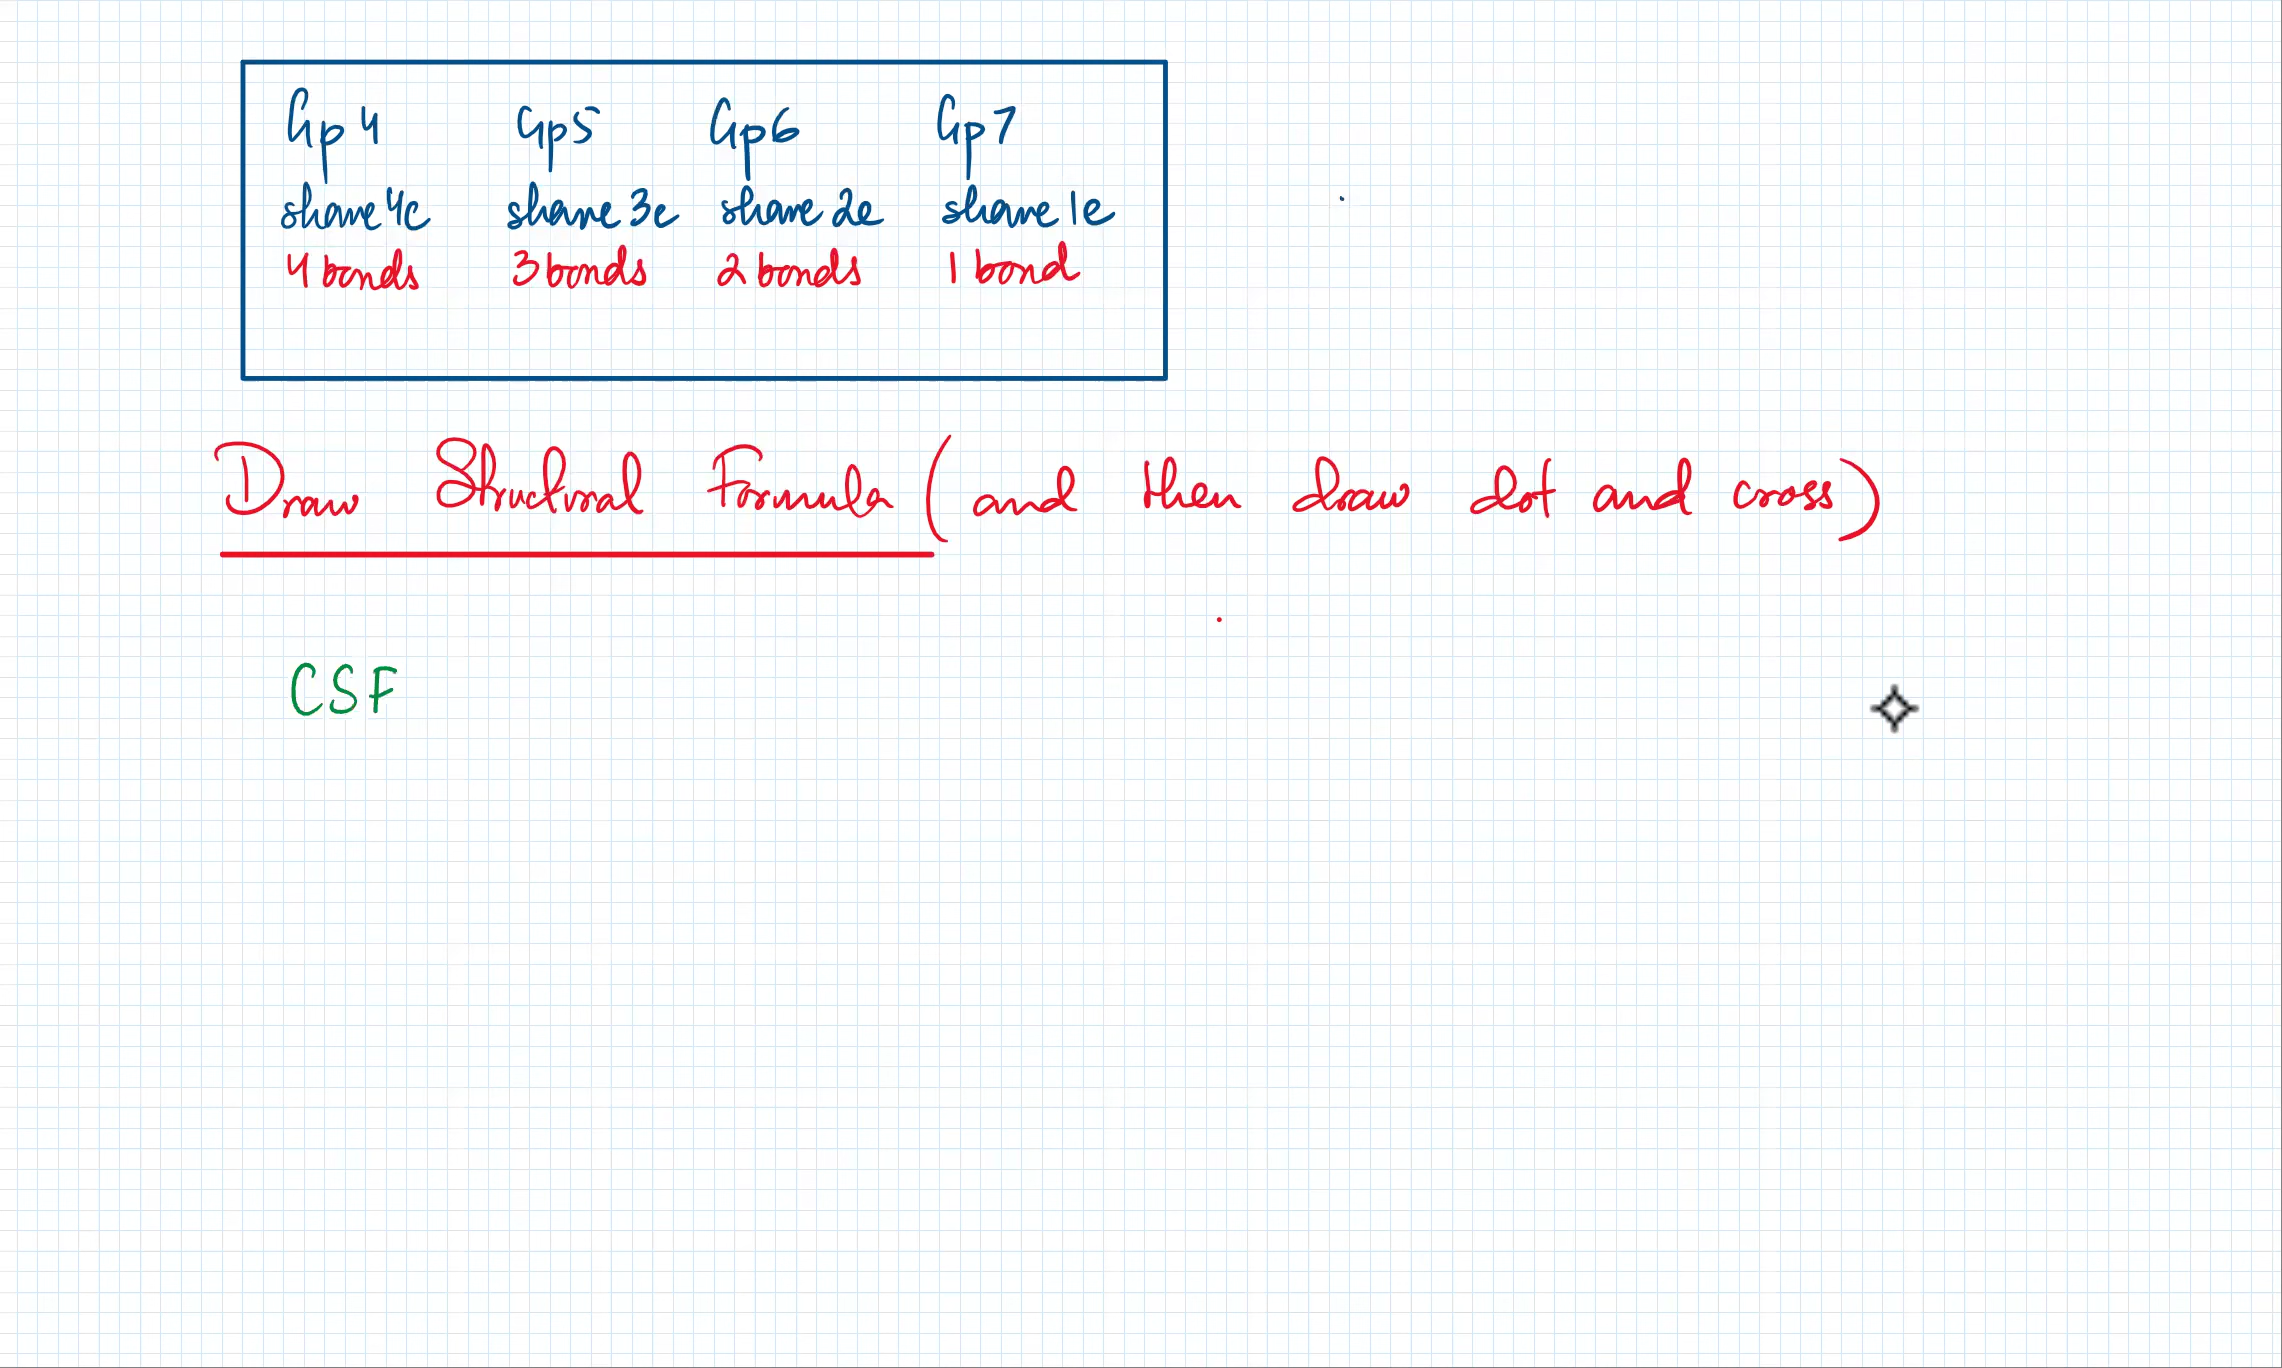 Gp 4 Gp5 Gp6 Gp7
share 4e share 3e share 2e share 1e
4 bonds 3 bonds 2 bonds 1 bond
Draw Structural Formula (and then draw dot and cross)
CSF